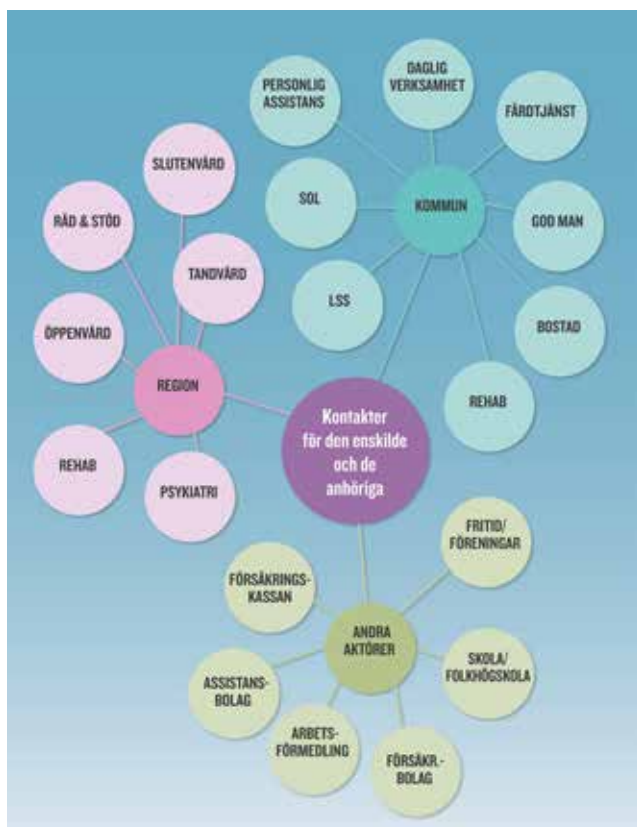 PERSONLIG
ASSISTANS
DAGLIG
VERKSAMHET
FÄRDTJÄNST
SOL
KOMMUN
GOD MAN
LSS
BOSTAD
REHAB
SLUTENVÅRD
RÅD & STÖD
TANDVÅRD
ÖPPENVÅRD
REGION
REHAB
PSYKIATRI
Kontakter
för den enskilde
och de
anhöriga
FRITID/
FÖRENINGAR
FÖRSÄKRINGS-
KASSAN
ANDRA
AKTÖRER
SKOLA/
FOLKHÖGSKOLA
ASSISTANS-
BOLAG
ARBETS-
FÖRMEDLING
FÖRSÄKR.-
BOLAG